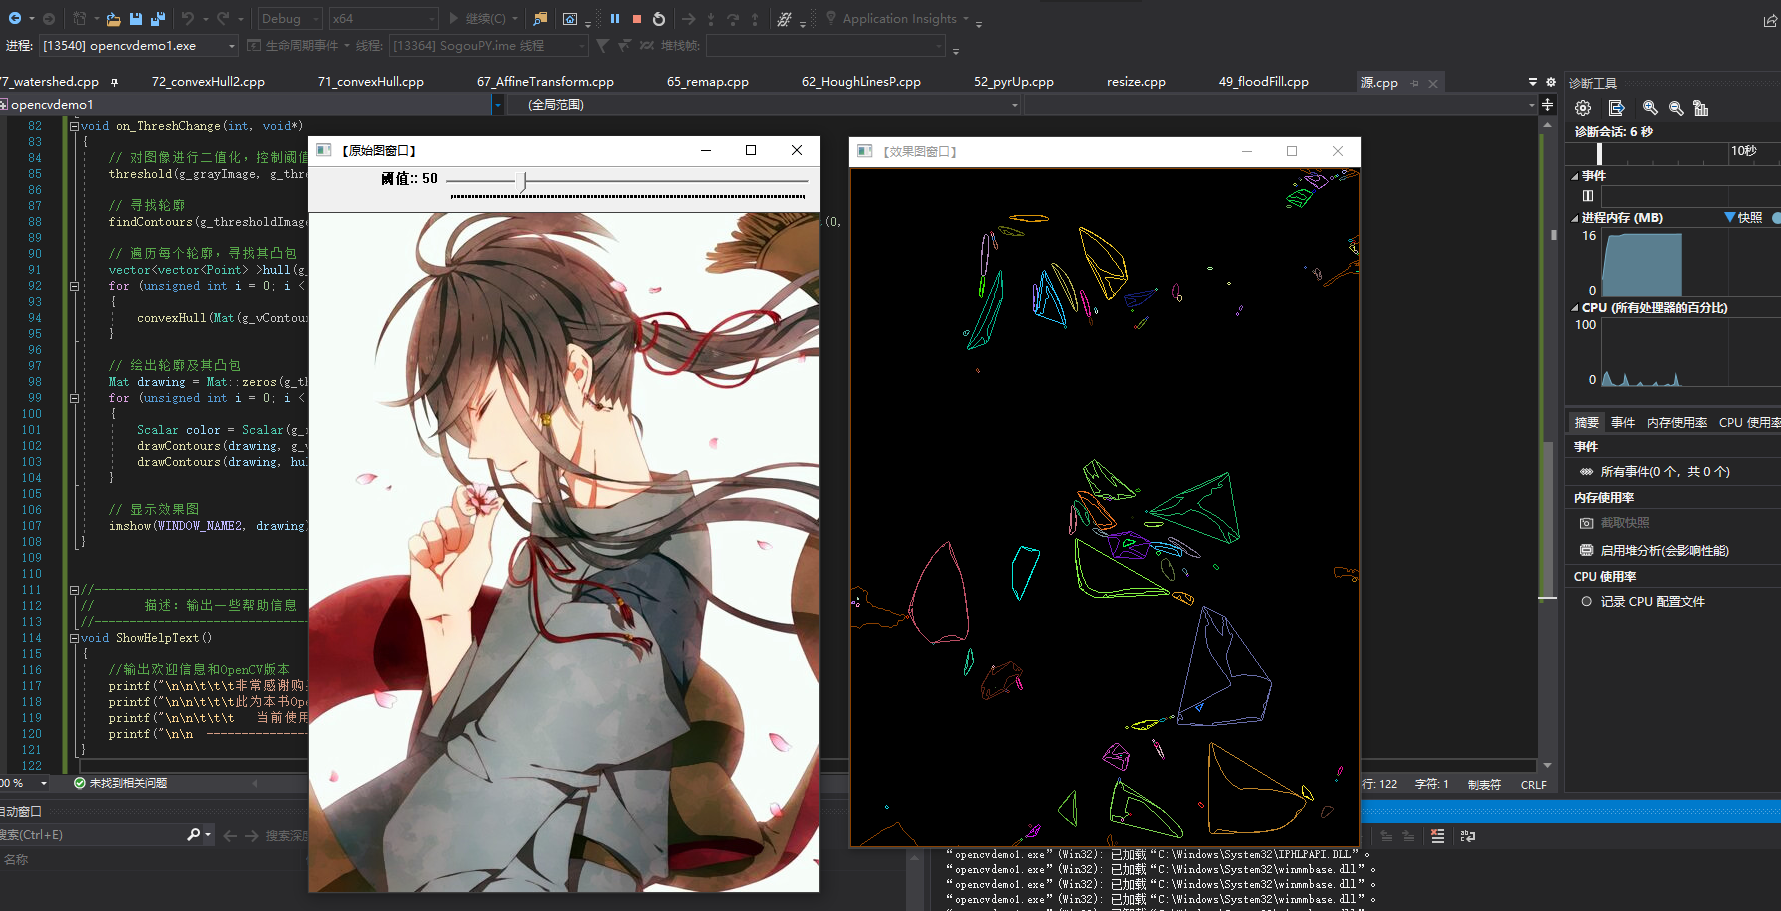 Debug
x64
继续(C)
Application Insights
进程: [13540] opencvdemo1.exe
生命周期事件
线程: [13364] SogouPY.ime 线程
堆栈帧:
77_watershed.cpp
72_convexHull2.cpp
71_convexHull.cpp
67_AffineTransform.cpp
65_remap.cpp
62_HoughLinesP.cpp
52_pyrUp.cpp
resize.cpp
49_floodFill.cpp
源.cpp
opencvdemo1
(全局范围)
82 void on_ThreshChange(int, void*)
83 {
84 // 对图像进行二值化，控制阈值
85 threshold(g_grayImage, g_thre
86
87 // 寻找轮廓
88 findContours(g_thresholdImage
(0,
89
90 // 遍历每个轮廓，寻找其凸包
91 vector<vector<Point> >hull(g_
92 for (unsigned int i = 0; i <
93 {
94 convexHull(Mat(g_vContour
95 }
96
97 // 绘出轮廓及其凸包
98 Mat drawing = Mat::zeros(g_th
99 for (unsigned int i = 0; i <
100 {
101 Scalar color = Scalar(g_r
102 drawContours(drawing, g_v
103 drawContours(drawing, hul
104 }
105
106 // 显示效果图
107 imshow(WINDOW_NAME2, drawing)
108 }
109
110
111 //-------------------------------
112 // 描述：输出一些帮助信息
113 //-------------------------------
114 void ShowHelpText()
115 {
116 //输出欢迎信息和OpenCV版本
117 printf("\n\n\t\t\t非常感谢购买
118 printf("\n\n\t\t\t此为本书Op
119 printf("\n\n\t\t\t 当前使用
120 printf("\n\n ---------------
121 }
122
【原始图窗口】
阈值:: 50
【效果图窗口】
00 %
未找到相关问题
行: 122
字符: 1
制表符
CRLF
自动窗口
搜索(Ctrl+E)
搜索深度
名称
诊断工具
诊断会话: 6 秒
10秒
事件
进程内存 (MB)
快照
16
0
CPU (所有处理器的百分比)
100
0
摘要
事件
内存使用率
CPU 使用率
事件
所有事件(0 个，共 0 个)
内存使用率
截取快照
启用堆分析(会影响性能)
CPU 使用率
记录 CPU 配置文件
“opencvdemo1.exe”(Win32): 已加载“C:\Windows\System32\IPHLPAPI.DLL”。
“opencvdemo1.exe”(Win32): 已加载“C:\Windows\System32\winmmbase.dll”。
“opencvdemo1.exe”(Win32): 已加载“C:\Windows\System32\winmmbase.dll”。
“opencvdemo1.exe”(Win32): 已加载“C:\Windows\System32\winmmbase.dll”。